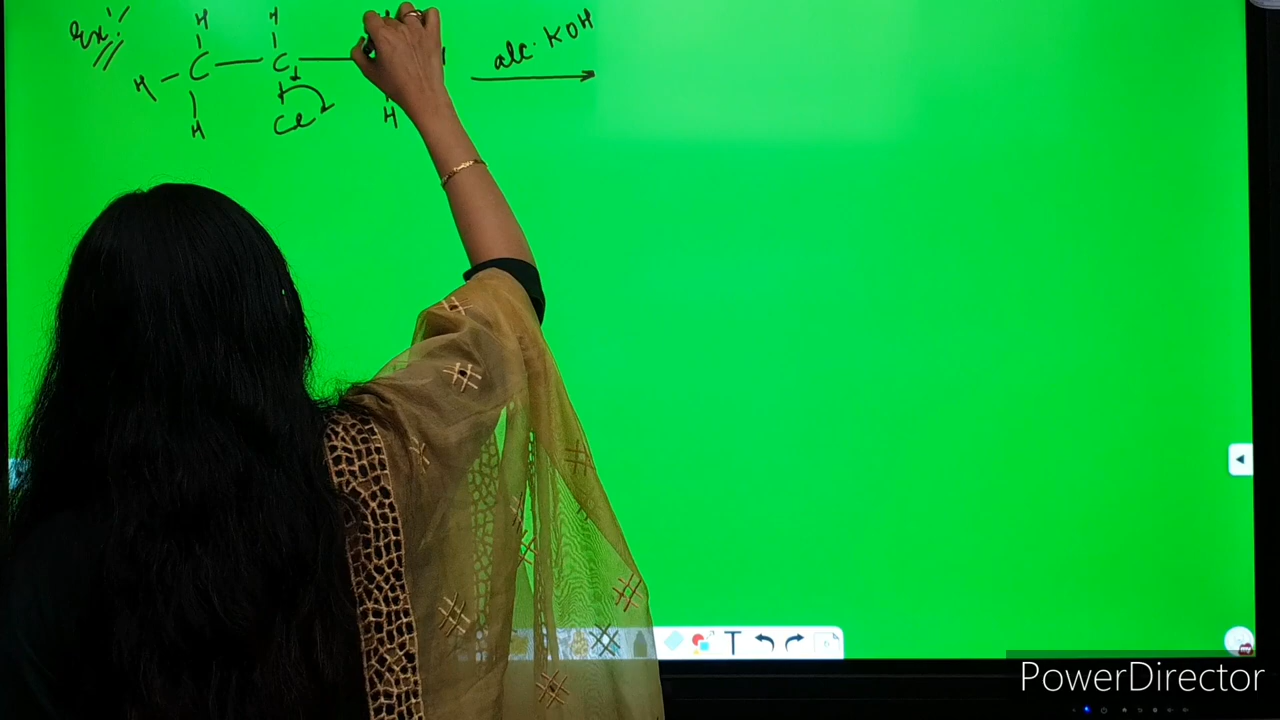 Ex:
H H
H - C - C - alc. KOH
H Cl H
T
PowerDirector